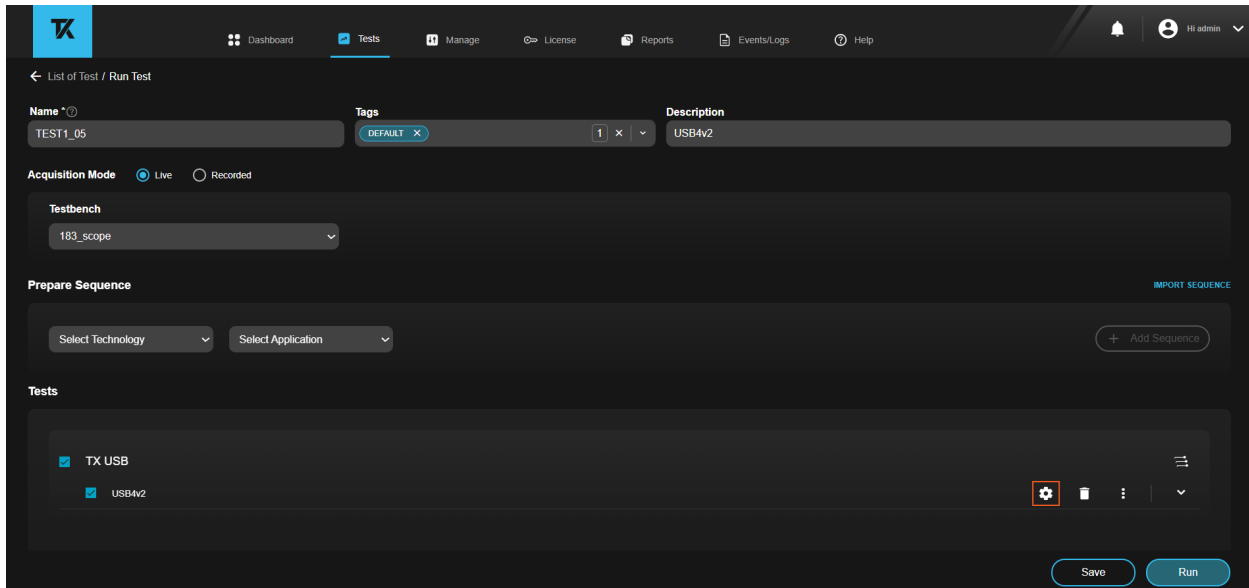 TK
Dashboard Tests Manage License Reports Events/Logs Help Hi admin
List of Test / Run Test
Name * Tags Description
TEST1_05 DEFAULT 1 USB4v2
Acquisition Mode Live Recorded
Testbench
183_scope
Prepare Sequence IMPORT SEQUENCE
Select Technology Select Application + Add Sequence
Tests
TX USB
USB4v2
Save Run